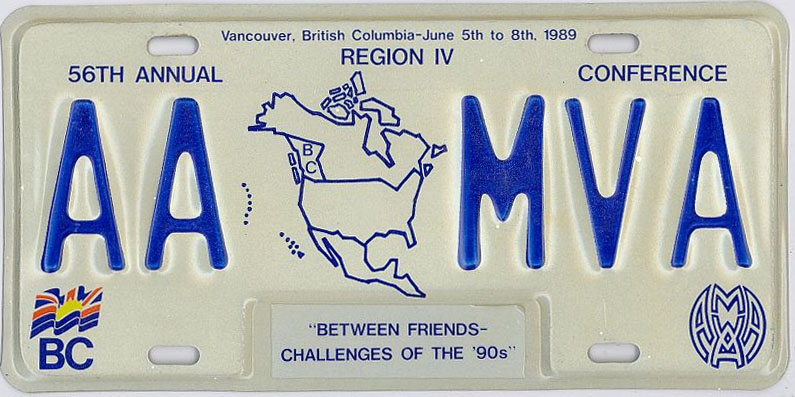 Vancouver, British Columbia-June 5th to 8th, 1989
REGION IV
56TH ANNUAL CONFERENCE
AA MVA
B
C
BC
"BETWEEN FRIENDS-
CHALLENGES OF THE '90s"
AAMVA